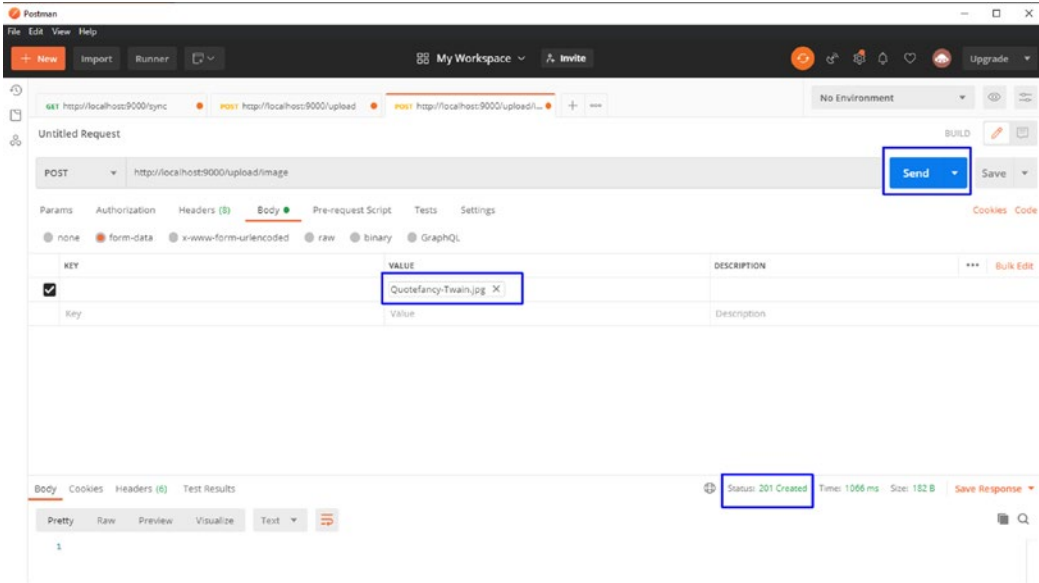 Postman
File Edit View Help
+ New Import Runner My Workspace Invite Upgrade
GET http://localhost:9000/sync POST http://localhost:9000/upload POST http://localhost:9000/upload/i... + No Environment
Untitled Request BUILD
POST http://localhost:9000/upload/image Send Save
Params Authorization Headers (8) Body Pre-request Script Tests Settings Cookies Code
none form-data x-www-form-urlencoded raw binary GraphQL
KEY VALUE DESCRIPTION ••• Bulk Edit
Quotefancy-Twain.jpg ×
Key Value Description
Body Cookies Headers (6) Test Results Status: 201 Created Time: 1066 ms Size: 182 B Save Response
Pretty Raw Preview Visualize Text
1